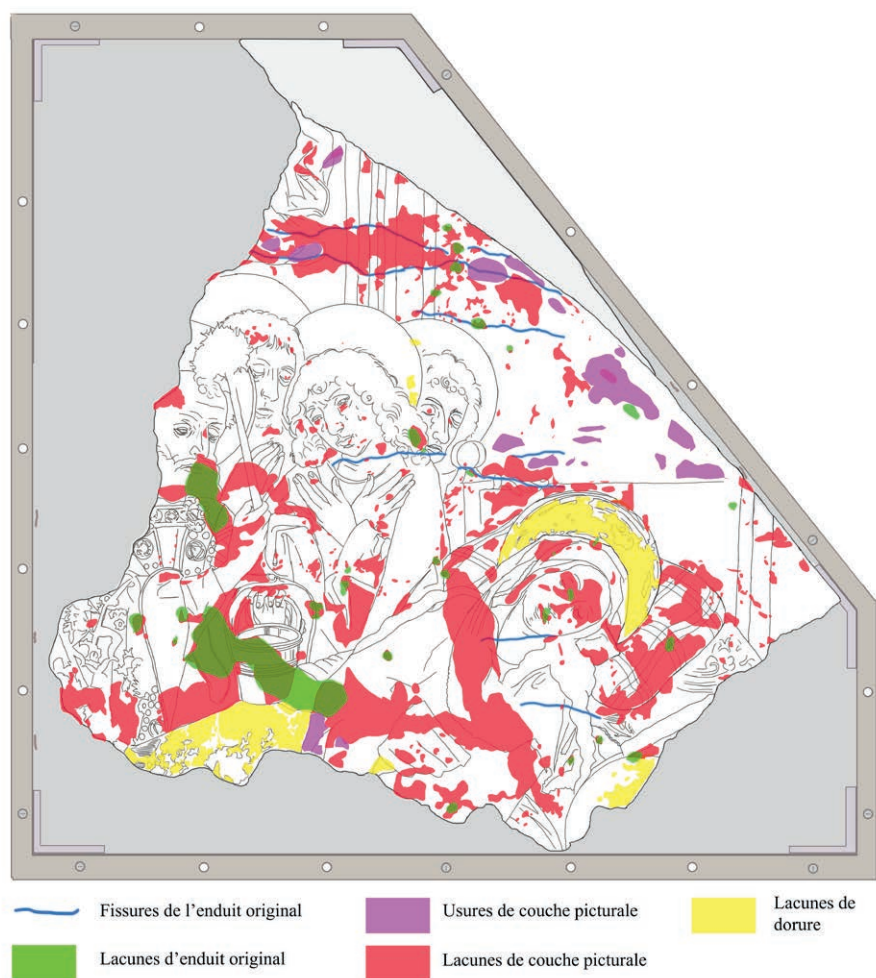 Fissures de l’enduit original
Usures de couche picturale
Lacunes de
dorure
Lacunes d’enduit original
Lacunes de couche picturale